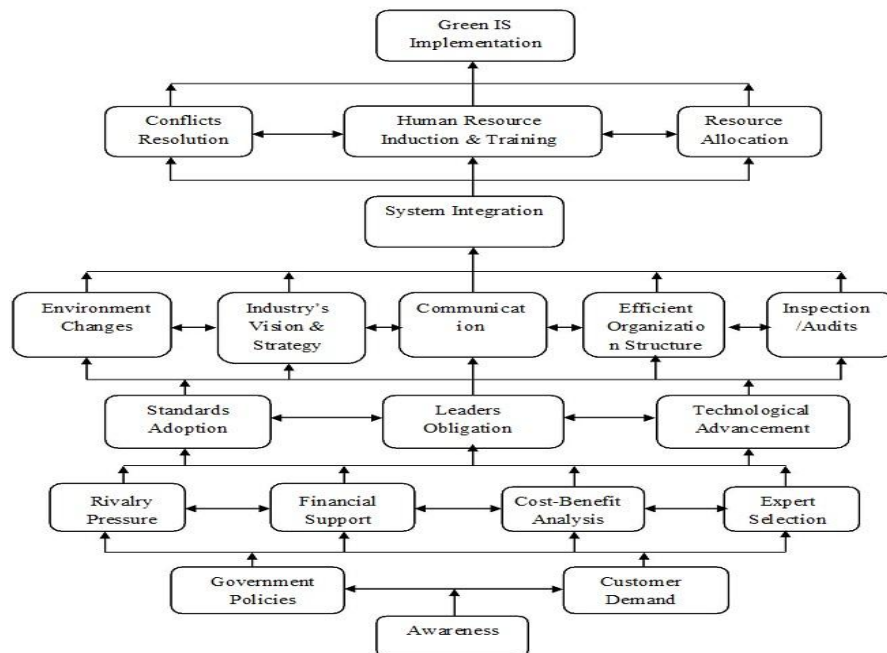 Green IS
Implementation
Conflicts
Resolution
Human Resource
Induction & Training
Resource
Allocation
System Integration
Environment
Changes
Industry's
Vision &
Strategy
Communicat
ion
Efficient
Organizatio
n Structure
Inspection
/Audits
Standards
Adoption
Leaders
Obligation
Technological
Advancement
Rivalry
Pressure
Financial
Support
Cost-Benefit
Analysis
Expert
Selection
Government
Policies
Customer
Demand
Awareness